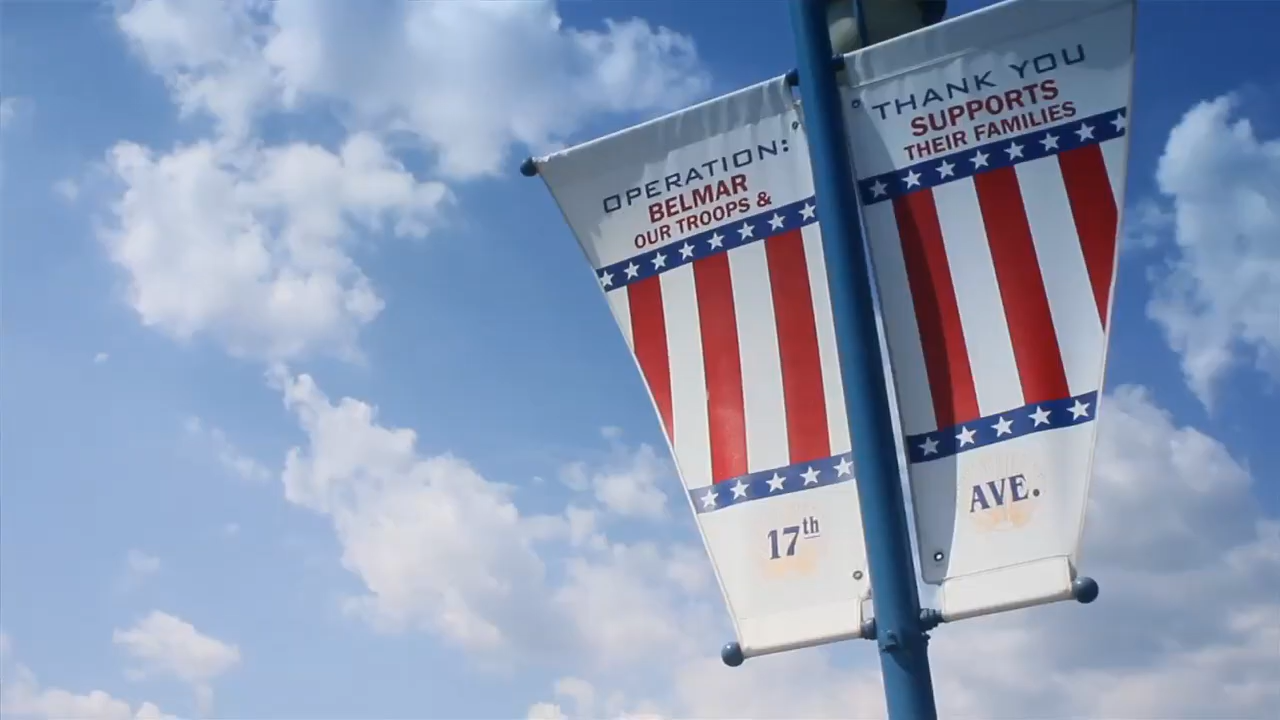 OPERATION:
BELMAR
OUR TROOPS &
17th
THANK YOU
SUPPORTS
THEIR FAMILIES
AVE.